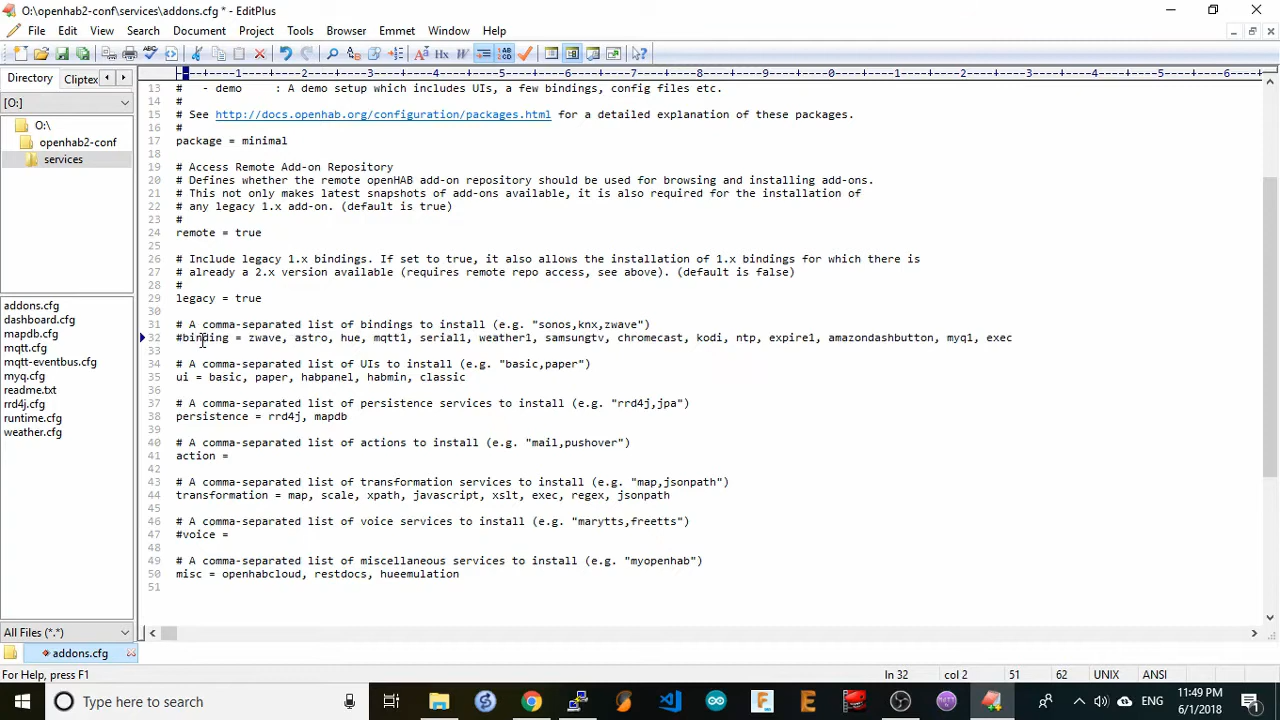 O:\openhab2-conf\services\addons.cfg * - EditPlus
File Edit View Search Document Project Tools Browser Emmet Window Help
Directory Cliptex
[O:]
O:\
openhab2-conf
services
addons.cfg
dashboard.cfg
mapdb.cfg
mqtt.cfg
mqtt-eventbus.cfg
myq.cfg
readme.txt
rrd4j.cfg
runtime.cfg
weather.cfg
All Files (*.*)
13 # - demo : A demo setup which includes UIs, a few bindings, config files etc.
14 #
15 # See http://docs.openhab.org/configuration/packages.html for a detailed explanation of these packages.
16 #
17 package = minimal
18
19 # Access Remote Add-on Repository
20 # Defines whether the remote openHAB add-on repository should be used for browsing and installing add-ons.
21 # This not only makes latest snapshots of add-ons available, it is also required for the installation of
22 # any legacy 1.x add-on. (default is true)
23 #
24 remote = true
25
26 # Include legacy 1.x bindings. If set to true, it also allows the installation of 1.x bindings for which there is
27 # already a 2.x version available (requires remote repo access, see above). (default is false)
28 #
29 legacy = true
30
31 # A comma-separated list of bindings to install (e.g. "sonos,knx,zwave")
32 #binding = zwave, astro, hue, mqtt1, serial1, weather1, samsungtv, chromecast, kodi, ntp, expire1, amazondashbutton, myq1, exec
33
34 # A comma-separated list of UIs to install (e.g. "basic,paper")
35 ui = basic, paper, habpanel, habmin, classic
36
37 # A comma-separated list of persistence services to install (e.g. "rrd4j,jpa")
38 persistence = rrd4j, mapdb
39
40 # A comma-separated list of actions to install (e.g. "mail,pushover")
41 action =
42
43 # A comma-separated list of transformation services to install (e.g. "map,jsonpath")
44 transformation = map, scale, xpath, javascript, xslt, exec, regex, jsonpath
45
46 # A comma-separated list of voice services to install (e.g. "marytts,freetts")
47 #voice =
48
49 # A comma-separated list of miscellaneous services to install (e.g. "myopenhab")
50 misc = openhabcloud, restdocs, hueemulation
51
addons.cfg
For Help, press F1 ln 32 col 2 51 62 UNIX ANSI
Type here to search
ENG
11:49 PM
6/1/2018